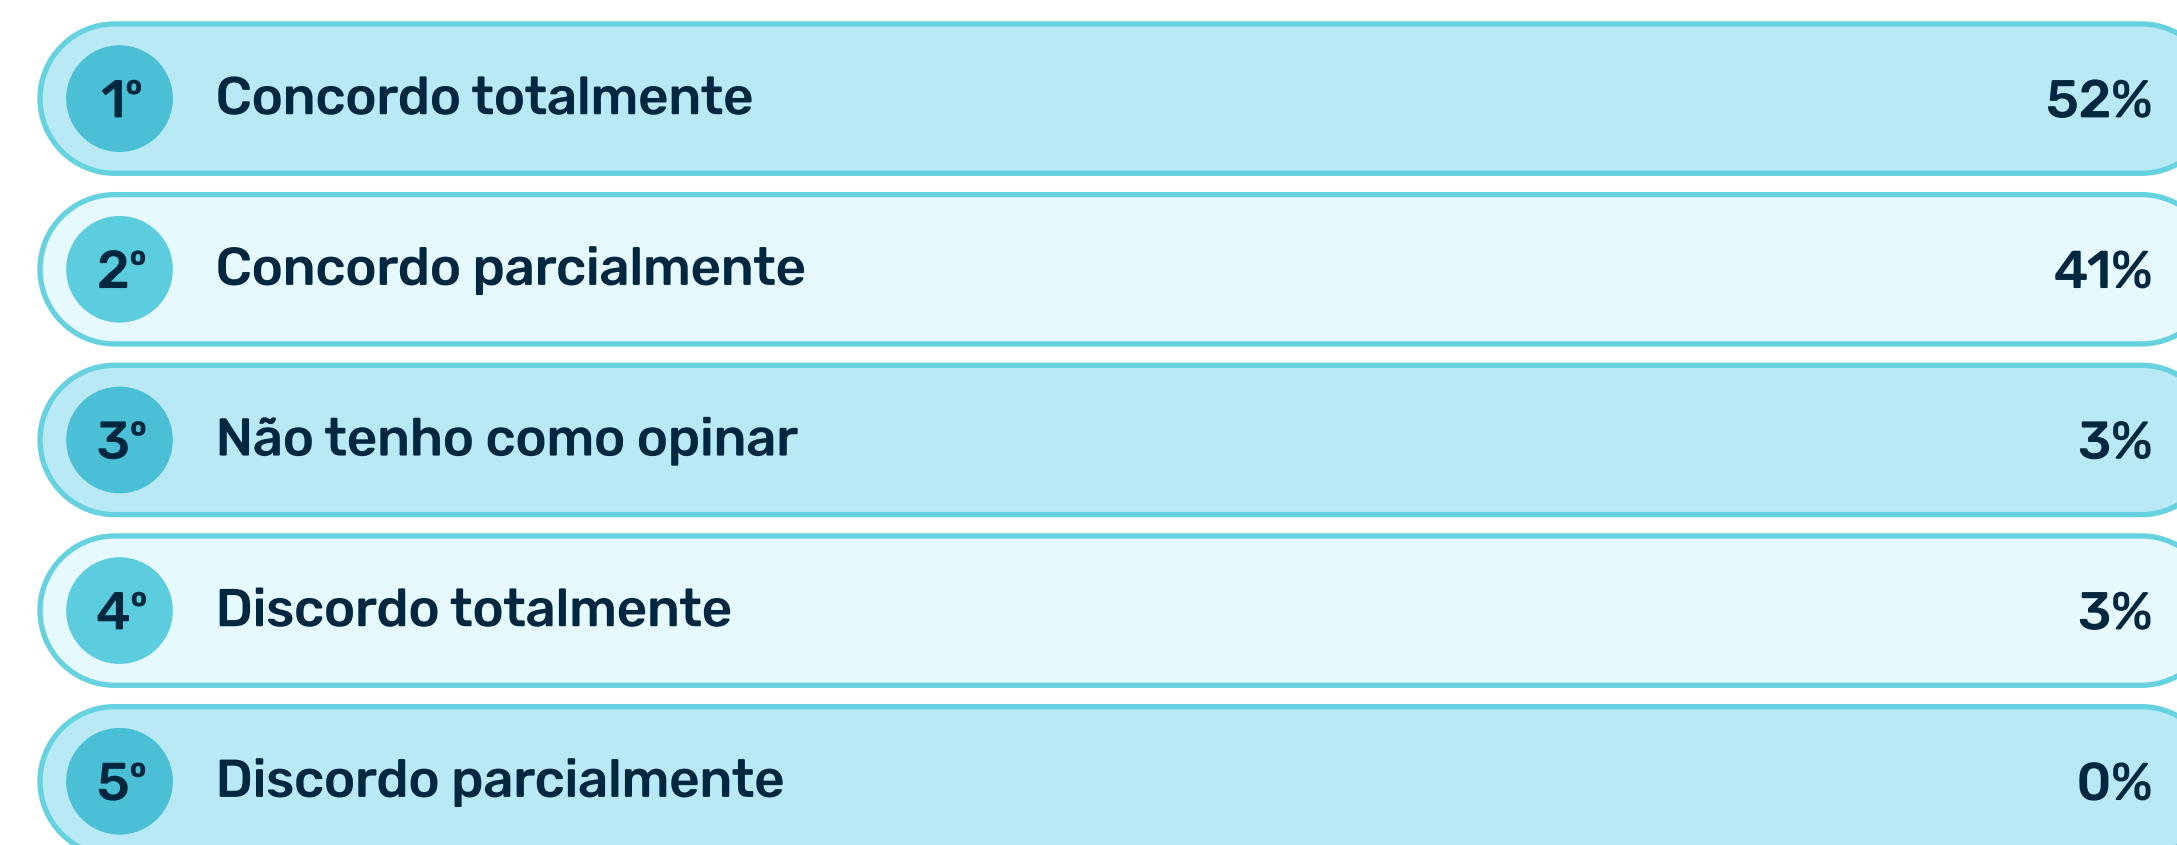 1º Concordo totalmente 52%
2º Concordo parcialmente 41%
3º Não tenho como opinar 3%
4º Discordo totalmente 3%
5º Discordo parcialmente 0%